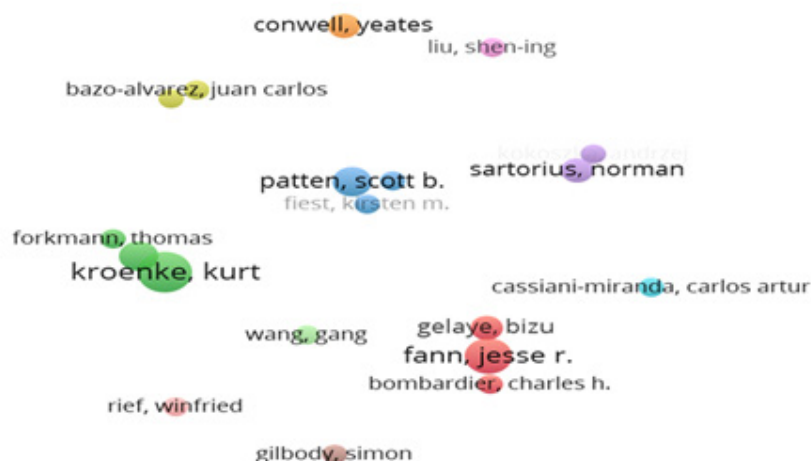 conwell, yeates
liu, shen-ing
bazo-alvarez, juan carlos
sartorius, norman
patten, scott b.
fiest, kirsten m.
forkmann, thomas
kroenke, kurt
cassiani-miranda, carlos artur
gelaye, bizu
wang, gang
fann, jesse r.
bombardier, charles h.
rief, winfried
gilbody, simon